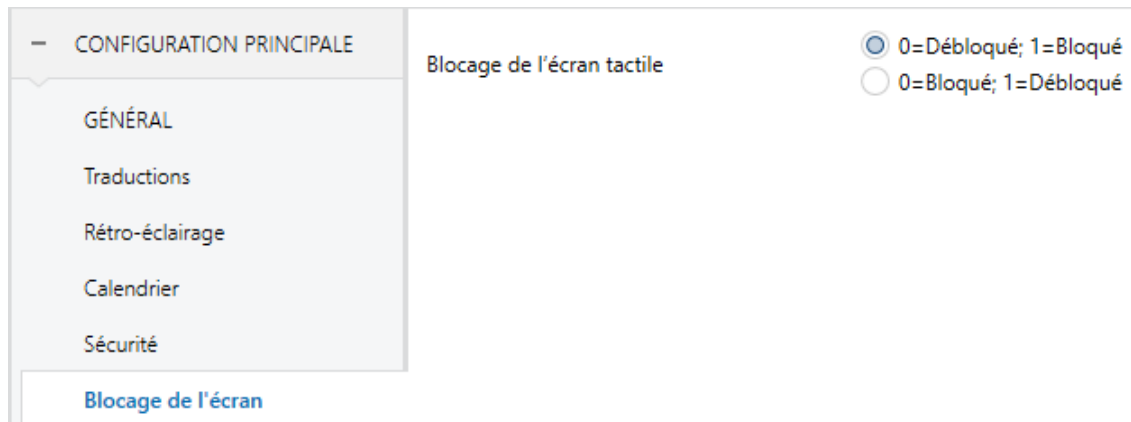 − CONFIGURATION PRINCIPALE
GÉNÉRAL
Traductions
Rétro-éclairage
Calendrier
Sécurité
Blocage de l'écran
Blocage de l’écran tactile
0=Débloqué; 1=Bloqué
0=Bloqué; 1=Débloqué